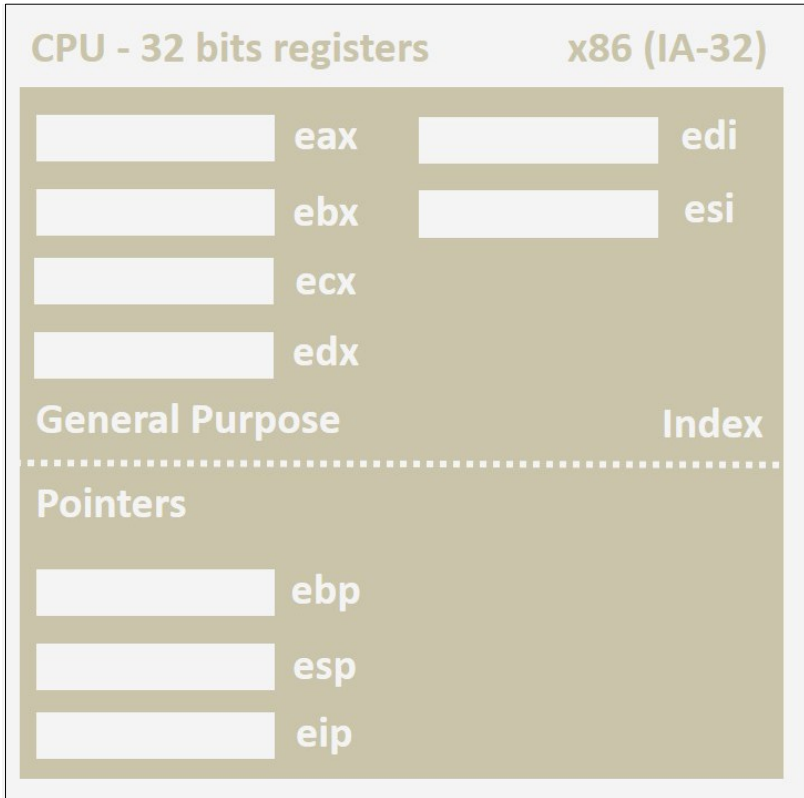 CPU - 32 bits registers x86 (IA-32)
eax edi
ebx esi
ecx
edx
General Purpose Index
Pointers
ebp
esp
eip